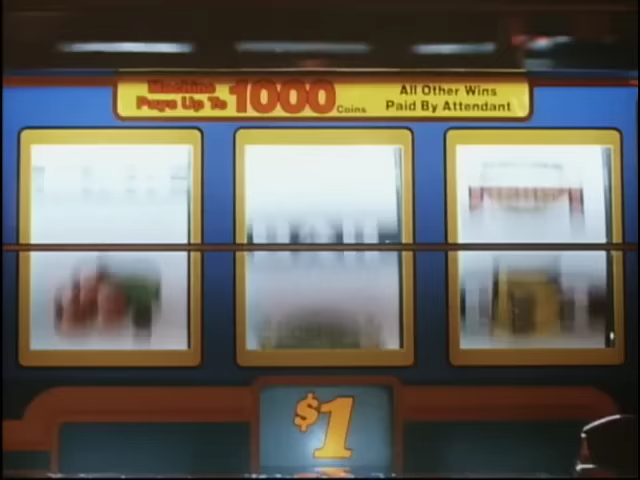 Machine
Pays Up To 1000 Coins
All Other Wins
Paid By Attendant
$1